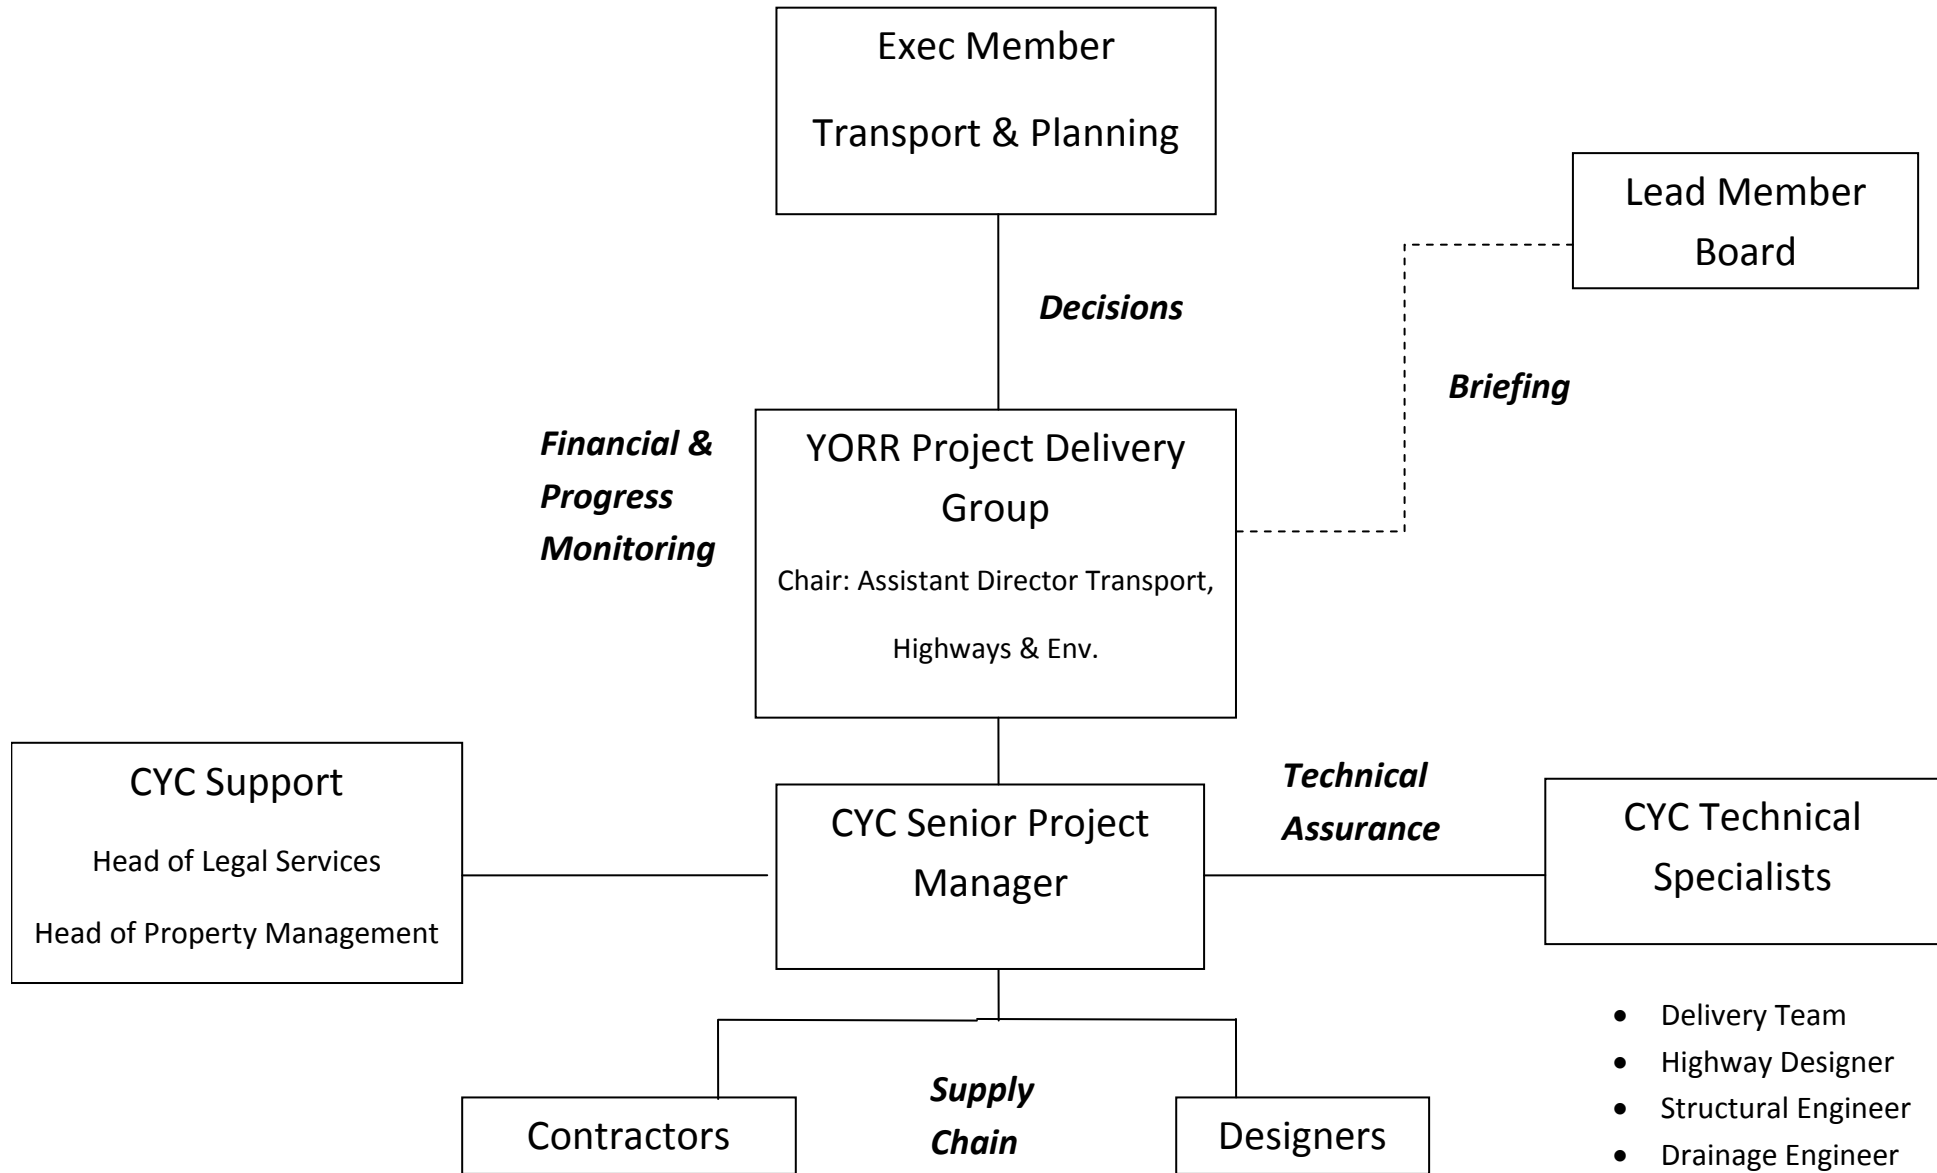 Exec Member
Transport & Planning
Lead Member
Board
Decisions
Briefing
Financial &
Progress
Monitoring
YORR Project Delivery
Group
Chair: Assistant Director Transport,
Highways & Env.
CYC Support
Head of Legal Services
Head of Property Management
CYC Senior Project
Manager
Technical
Assurance
CYC Technical
Specialists
• Delivery Team
• Highway Designer
• Structural Engineer
• Drainage Engineer
Supply
Chain
Contractors
Designers